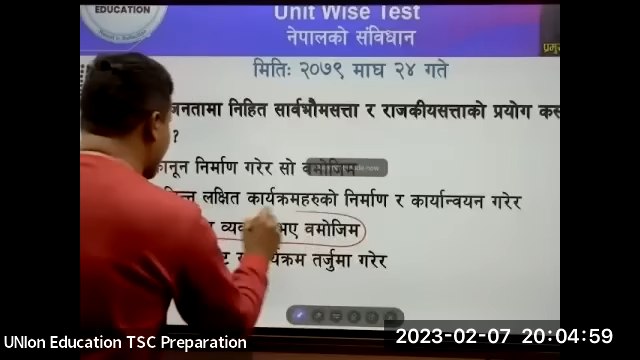 EDUCATION
Unit Wise Test
नेपालको संविधान
मितिः २०७९ माघ २४ गते
जनतामा निहित सार्वभौमसत्ता र राजकीयसत्ताको प्रयोग
?
कानून निर्माण गरेर सो बमोजिम
लक्षित कार्यक्रमहरुको निर्माण र कार्यान्वयन गरेर
भए बमोजिम
कार्यक्रम तर्जुमा गरेर
UNIon Education TSC Preparation
2023-02-07 20:04:59